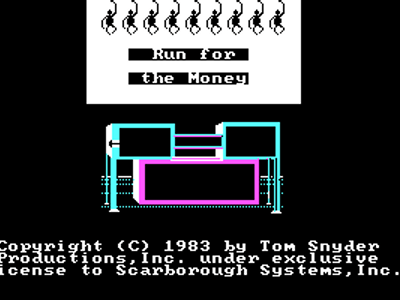 Run for
the Money
Copyright (C) 1983 by Tom Snyder
Productions,Inc. under exclusive
icense to Scarborough Systems,Inc.